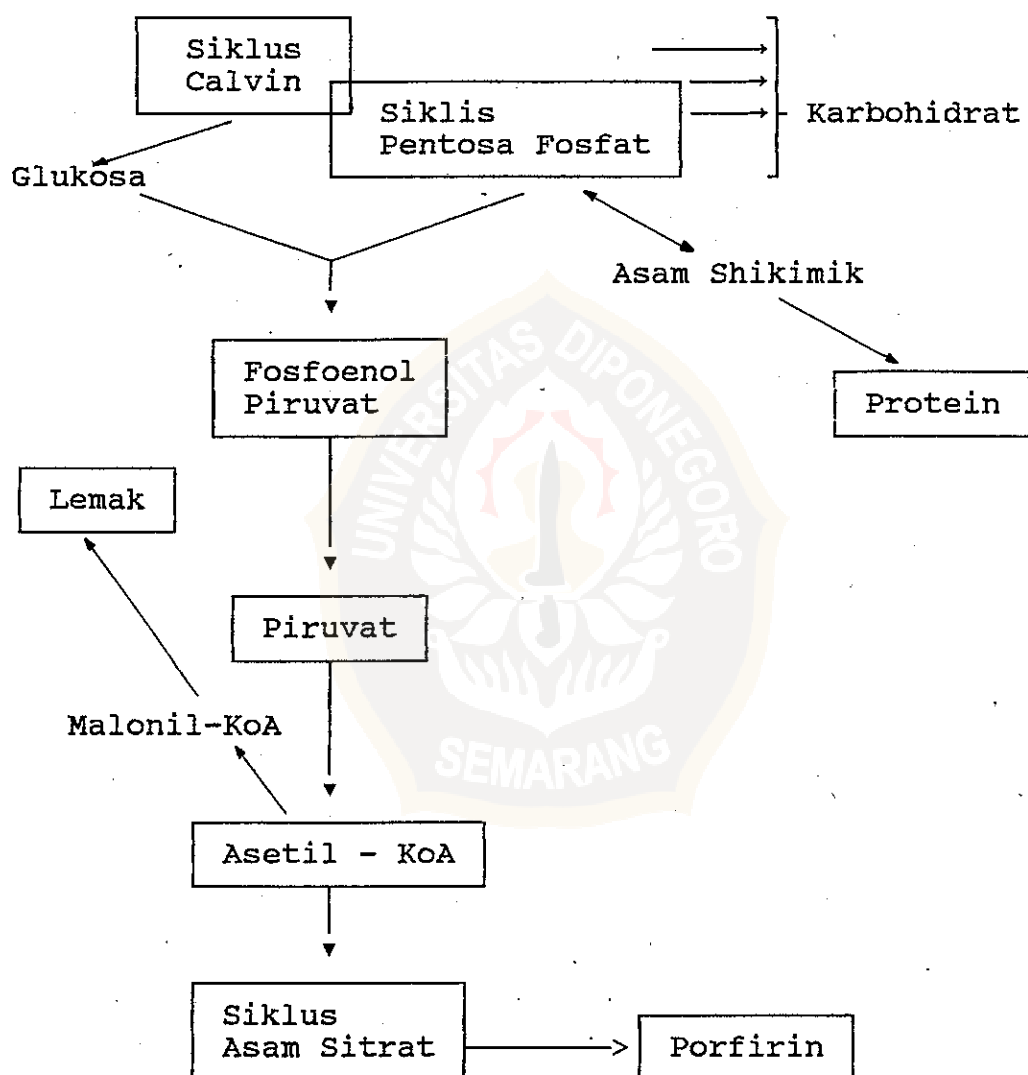 Siklus
Calvin
Siklis
Pentosa Fosfat
Karbohidrat
Glukosa
Asam Shikimik
Fosfoenol
Piruvat
Protein
Lemak
Piruvat
Malonil-KoA
Asetil - KoA
Siklus
Asam Sitrat
Porfirin
UNIVERSITAS DIPONEGORO
SEMARANG